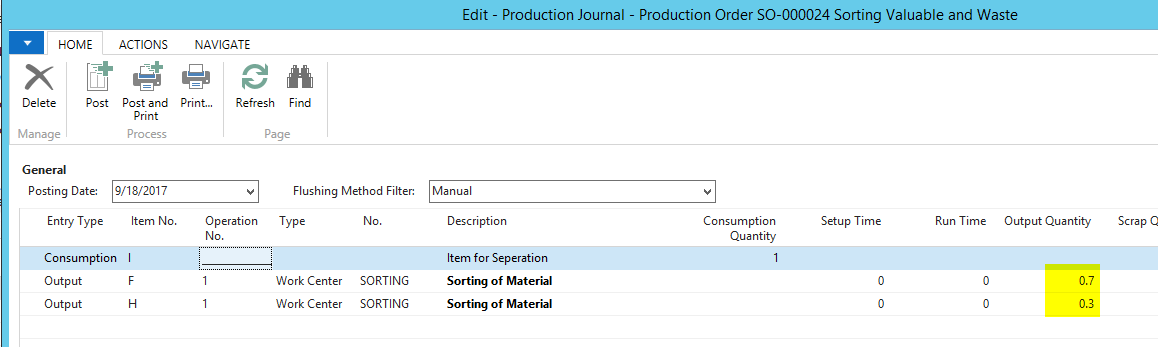 Edit - Production Journal - Production Order SO-000024 Sorting Valuable and Waste
HOME ACTIONS NAVIGATE
Delete Post Post and Print Print... Refresh Find
Manage Process Page
General
Posting Date: 9/18/2017 Flushing Method Filter: Manual
Entry Type Item No. Operation No. Type No. Description Consumption Quantity Setup Time Run Time Output Quantity Scrap Q
Consumption I Item for Seperation 1
Output F 1 Work Center SORTING Sorting of Material 0 0 0.7
Output H 1 Work Center SORTING Sorting of Material 0 0 0.3